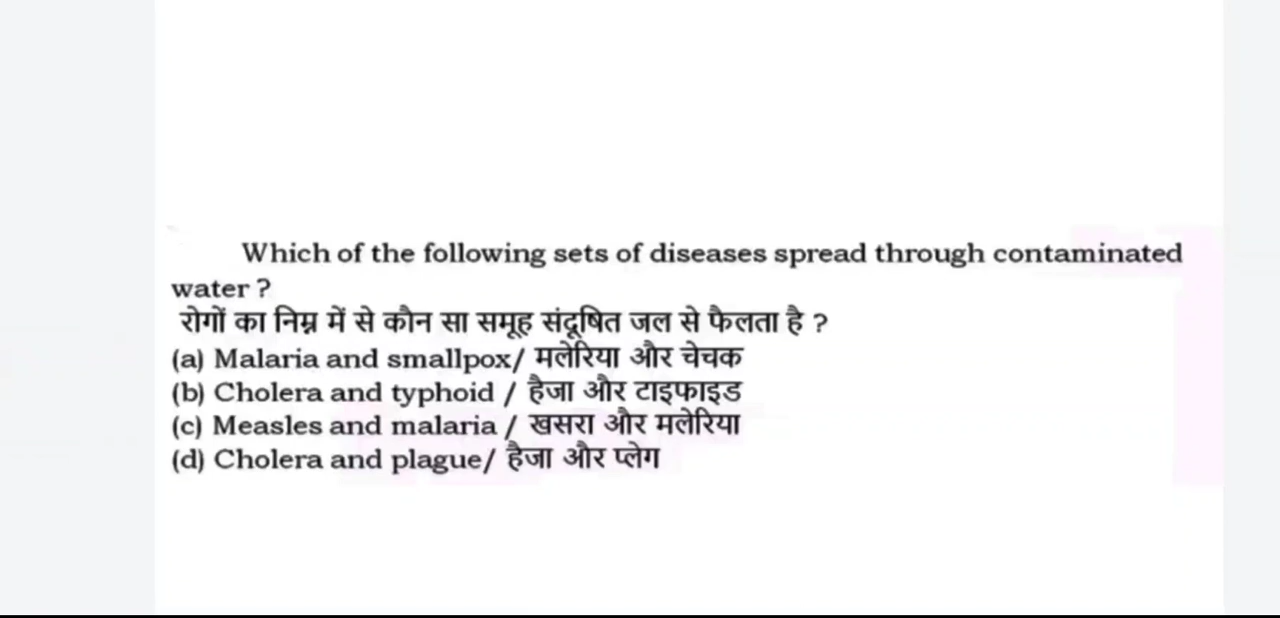 Which of the following sets of diseases spread through contaminated
water ?
रोगों का निम्न में से कौन सा समूह संदूषित जल से फैलता है ?
(a) Malaria and smallpox/ मलेरिया और चेचक
(b) Cholera and typhoid / हैजा और टाइफाइड
(c) Measles and malaria / खसरा और मलेरिया
(d) Cholera and plague/ हैजा और प्लेग